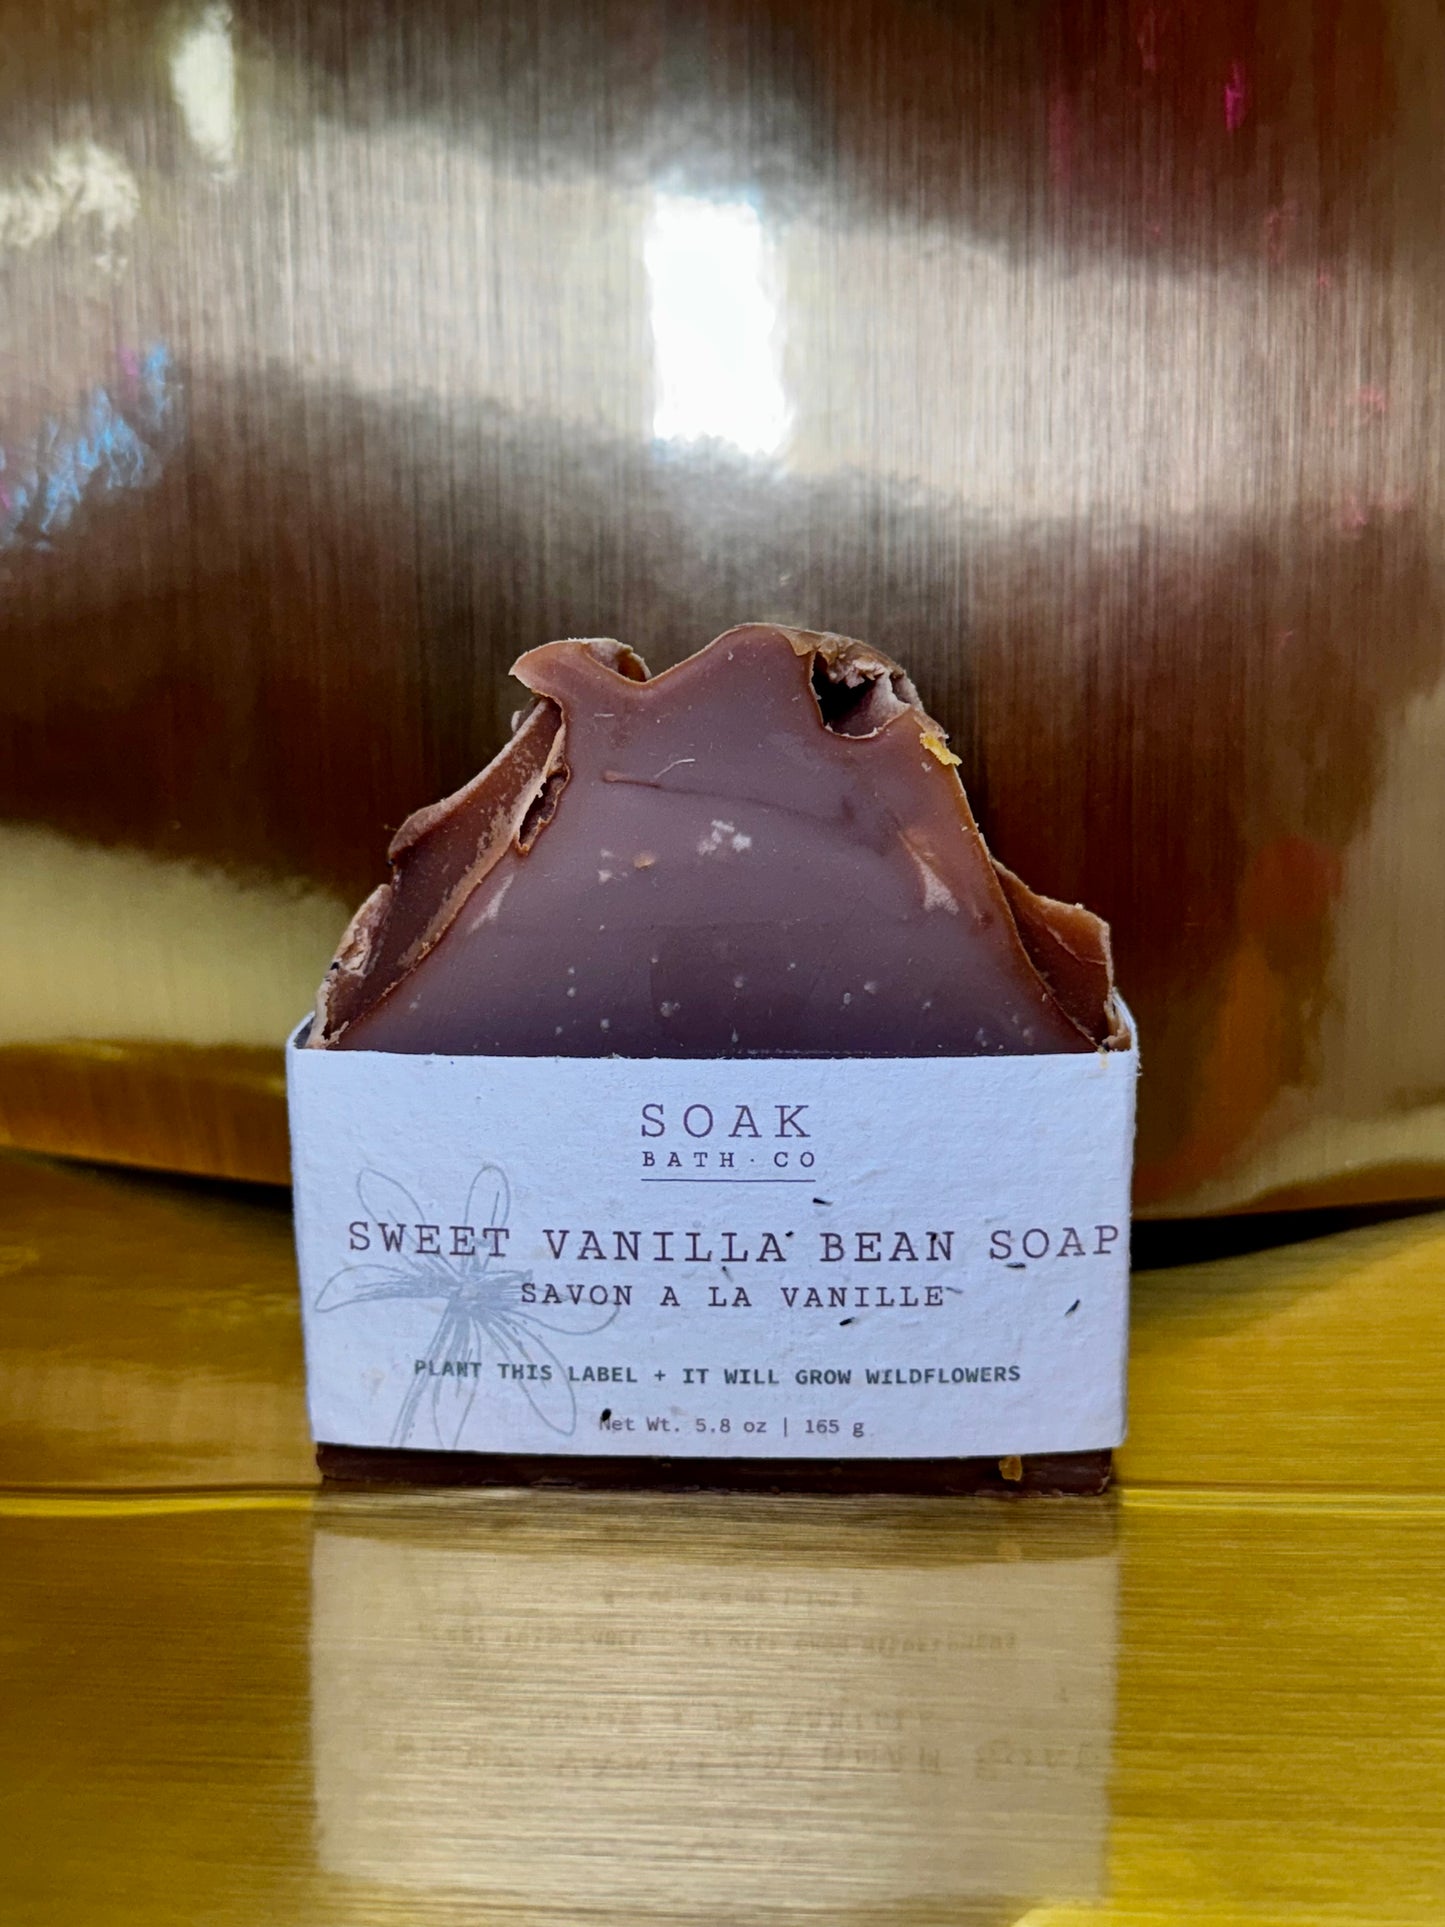 SOAK
BATH · CO
SWEET VANILLA BEAN SOAP
SAVON A LA VANILLE
PLANT THIS LABEL + IT WILL GROW WILDFLOWERS
Net Wt. 5.8 oz | 165 g